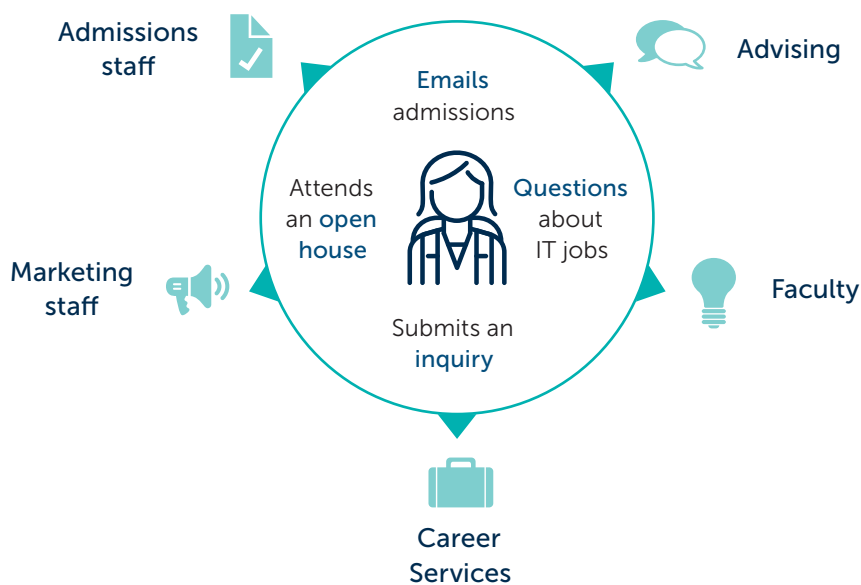 Admissions
staff
Advising
Emails
admissions
Attends
an open
house
Questions
about
IT jobs
Marketing
staff
Faculty
Submits an
inquiry
Career
Services